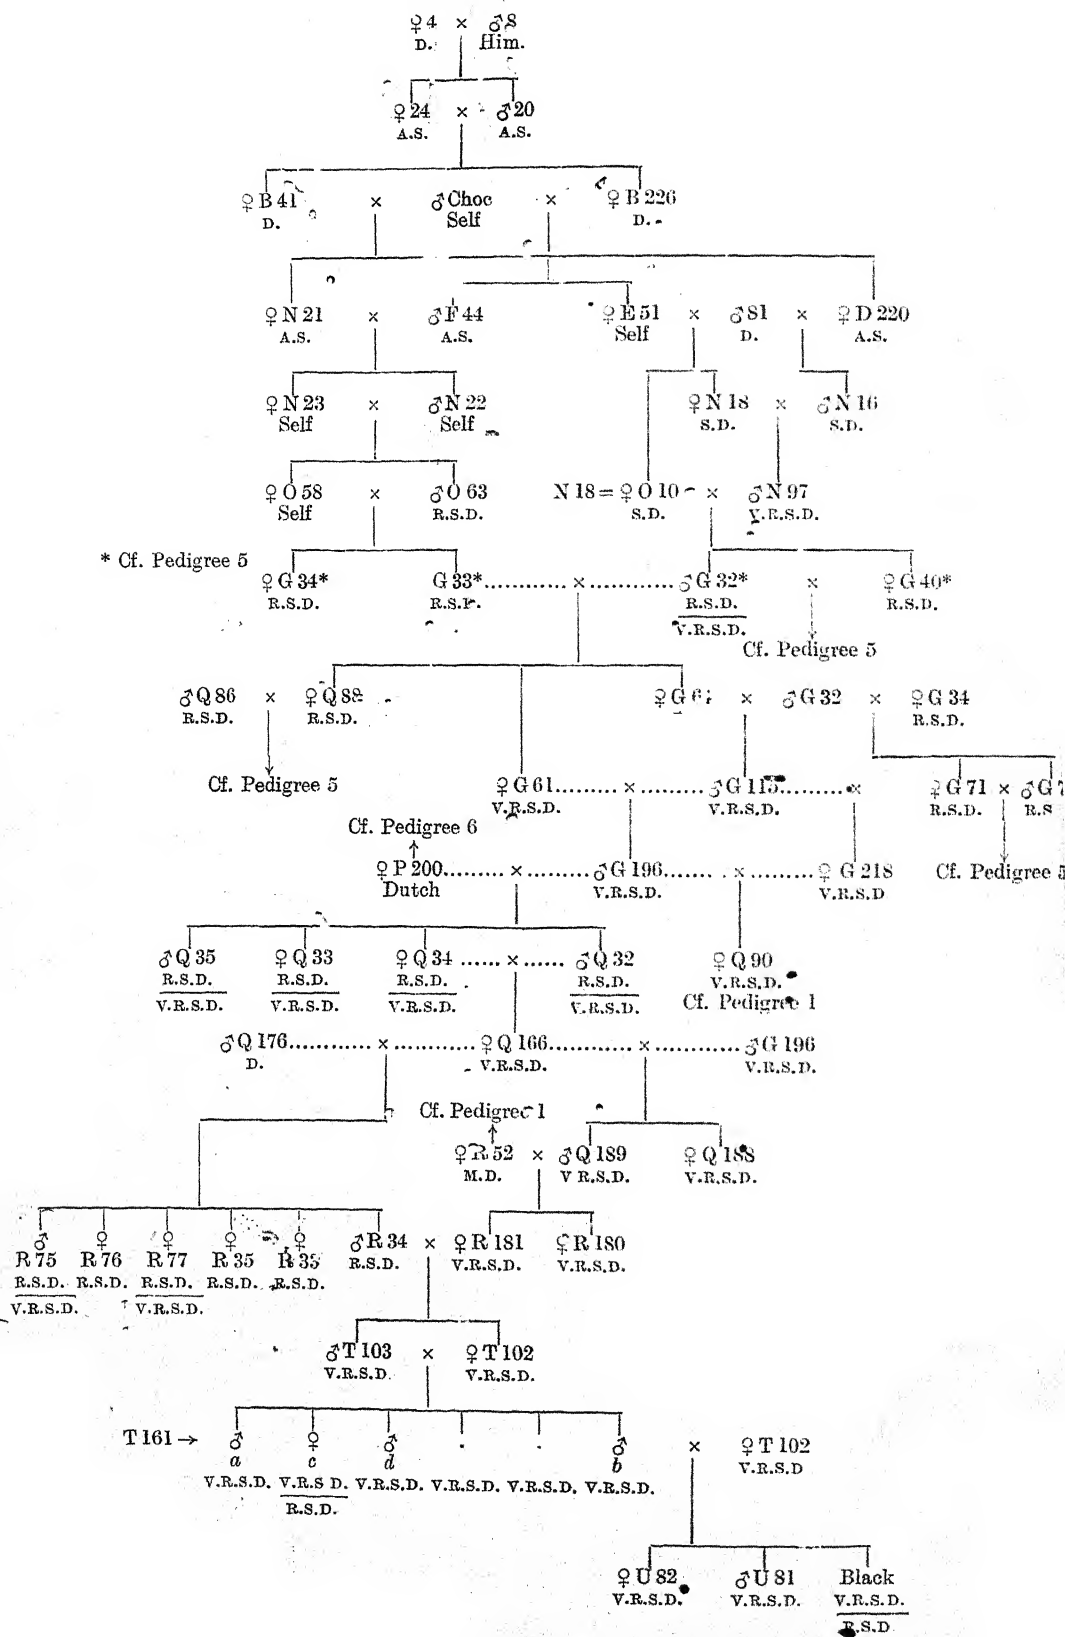 ♀4 × ♂8
D. Him.
♀24 × ♂20
A.S. A.S.
♀B 41 × ♂Choc × ♀B 226
D. Self D.
♀N 21 × ♂F 44 ♀E 51 × ♂81 × ♀D 220
A.S. A.S. Self D. A.S.
♀N 23 × ♂N 22 ♀N 18 × ♂N 16
Self Self S.D. S.D.
♀O 58 × ♂O 63 N 18 = ♀O 10 × ♂N 97
Self R.S.D. S.D. V.R.S.D.
* Cf. Pedigree 5
♀G 34* G 33*............×............♂G 32* × ♀G 40*
R.S.D. R.S.D. R.S.D.
V.R.S.D.
Cf. Pedigree 5
♂Q 86 × ♀Q 88 ♀G × ♂G 32 × ♀G 34
R.S.D. R.S.D. R.S.D.
Cf. Pedigree 5 ♀G 61.........×.........♂G 115.........× ♀G 71 × ♂G
V.R.S.D. V.R.S.D. R.S.D. R.S
Cf. Pedigree 6
♀P 200.........×.........♂G 196.........×.........♀G 218 Cf. Pedigree 5
Dutch V.R.S.D. V.R.S.D
♂Q 35 ♀Q 33 ♀Q 34......×......♂Q 32 ♀Q 90
R.S.D. R.S.D. R.S.D. R.S.D. V.R.S.D.
V.R.S.D. V.R.S.D. V.R.S.D. V.R.S.D. Cf. Pedigree 1
♂Q 176............×............♀Q 166............×............♂G 196
D. V.R.S.D. V.R.S.D.
Cf. Pedigree 1
♀R 52 × ♂Q 189 ♀Q 188
M.D. V R.S.D. V.R.S.D.
♂ ♀ ♀ ♀ ♀ ♂R 34 × ♀R 181 ♀R 180
R 75 R 76 R 77 R 35 R.S.D. V.R.S.D. V.R.S.D.
R.S.D. R.S.D. R.S.D. R.S.D. R.S.D.
V.R.S.D. V.R.S.D.
♂T 103 × ♀T 102
V.R.S.D. V.R.S.D.
T 161 → ♂ ♀ ♂ . . ♂ × ♀T 102
a c d b V.R.S.D
V.R.S.D. V.R.S D. V.R.S.D. V.R.S.D. V.R.S.D. V.R.S.D.
R.S.D.
♀U 82 ♂U 81 Black
V.R.S.D. V.R.S.D. V.R.S.D.
R.S.D